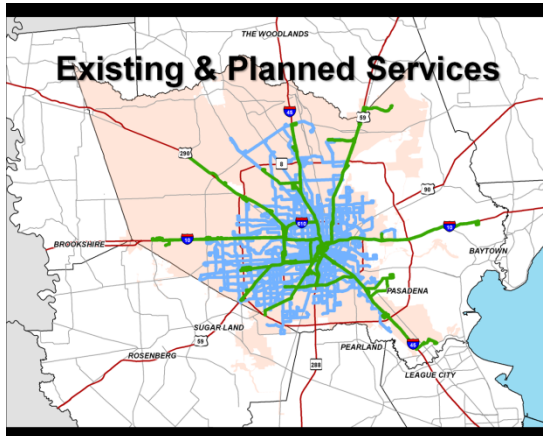 THE WOODLANDS
Existing & Planned Services
45
59
290
8
90
610
10
10
BROOKSHIRE
BAYTOWN
PASADENA
SUGAR LAND
59
PEARLAND
45
ROSENBERG
288
LEAGUE CITY